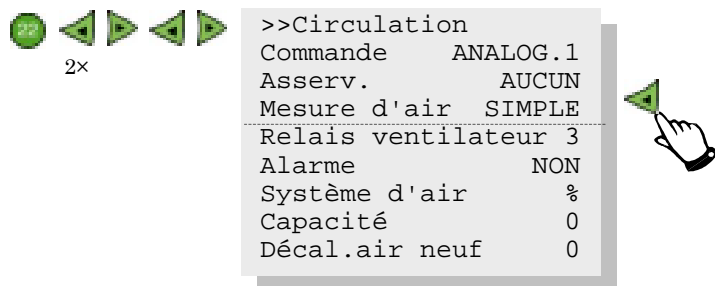 22
2×
>>Circulation
Commande ANALOG.1
Asserv. AUCUN
Mesure d'air SIMPLE
Relais ventilateur 3
Alarme NON
Système d'air %
Capacité 0
Décal.air neuf 0